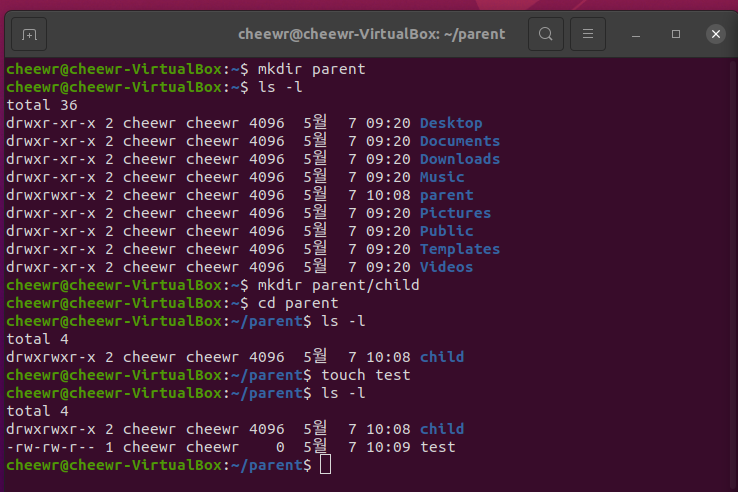 cheewr@cheewr-VirtualBox: ~/parent
cheewr@cheewr-VirtualBox:~$ mkdir parent
cheewr@cheewr-VirtualBox:~$ ls -l
total 36
drwxr-xr-x 2 cheewr cheewr 4096  5월  7 09:20 Desktop
drwxr-xr-x 2 cheewr cheewr 4096  5월  7 09:20 Documents
drwxr-xr-x 2 cheewr cheewr 4096  5월  7 09:20 Downloads
drwxr-xr-x 2 cheewr cheewr 4096  5월  7 09:20 Music
drwxrwxr-x 2 cheewr cheewr 4096  5월  7 10:08 parent
drwxr-xr-x 2 cheewr cheewr 4096  5월  7 09:20 Pictures
drwxr-xr-x 2 cheewr cheewr 4096  5월  7 09:20 Public
drwxr-xr-x 2 cheewr cheewr 4096  5월  7 09:20 Templates
drwxr-xr-x 2 cheewr cheewr 4096  5월  7 09:20 Videos
cheewr@cheewr-VirtualBox:~$ mkdir parent/child
cheewr@cheewr-VirtualBox:~$ cd parent
cheewr@cheewr-VirtualBox:~/parent$ ls -l
total 4
drwxrwxr-x 2 cheewr cheewr 4096  5월  7 10:08 child
cheewr@cheewr-VirtualBox:~/parent$ touch test
cheewr@cheewr-VirtualBox:~/parent$ ls -l
total 4
drwxrwxr-x 2 cheewr cheewr 4096  5월  7 10:08 child
-rw-rw-r-- 1 cheewr cheewr    0  5월  7 10:09 test
cheewr@cheewr-VirtualBox:~/parent$